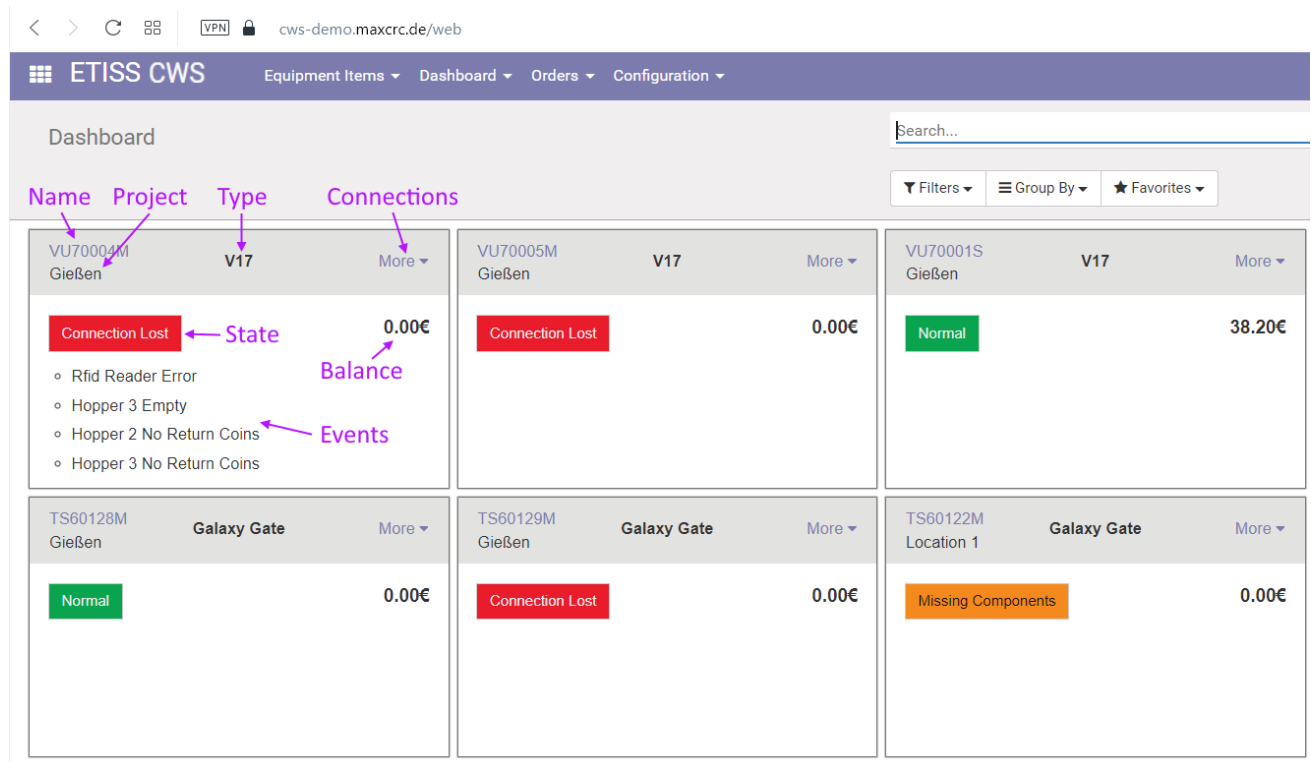 VPN cws-demo.maxcrc.de/web
ETISS CWS Equipment Items Dashboard Orders Configuration
Dashboard
Search...
Filters Group By Favorites
Name Project Type Connections
VU70004M
Gießen
V17
More
Connection Lost
State
0.00€
Balance
Rfid Reader Error
Hopper 3 Empty
Hopper 2 No Return Coins
Hopper 3 No Return Coins
Events
VU70005M
Gießen
V17
More
Connection Lost
0.00€
VU70001S
Gießen
V17
More
Normal
38.20€
TS60128M
Gießen
Galaxy Gate
More
Normal
0.00€
TS60129M
Gießen
Galaxy Gate
More
Connection Lost
0.00€
TS60122M
Location 1
Galaxy Gate
More
Missing Components
0.00€